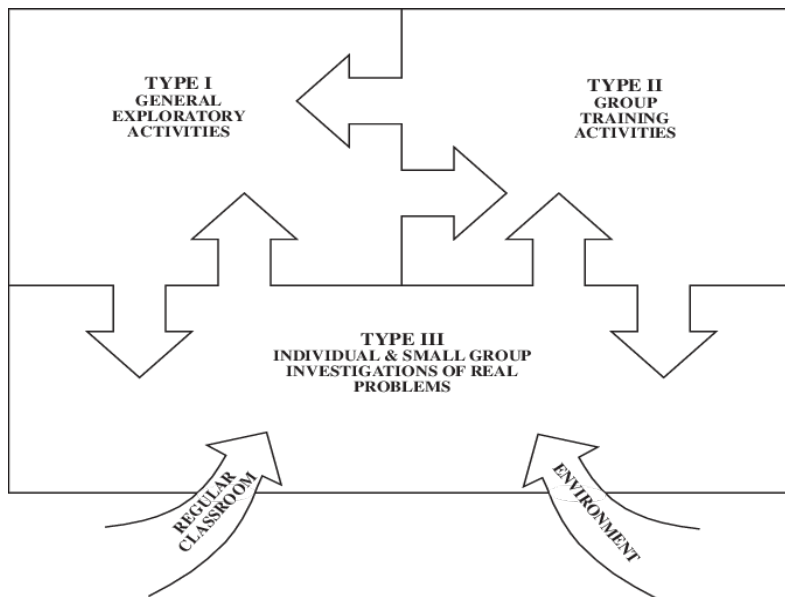 TYPE I
GENERAL
EXPLORATORY
ACTIVITIES
TYPE II
GROUP
TRAINING
ACTIVITIES
TYPE III
INDIVIDUAL & SMALL GROUP
INVESTIGATIONS OF REAL
PROBLEMS
REGULAR
CLASSROOM
ENVIRONMENT